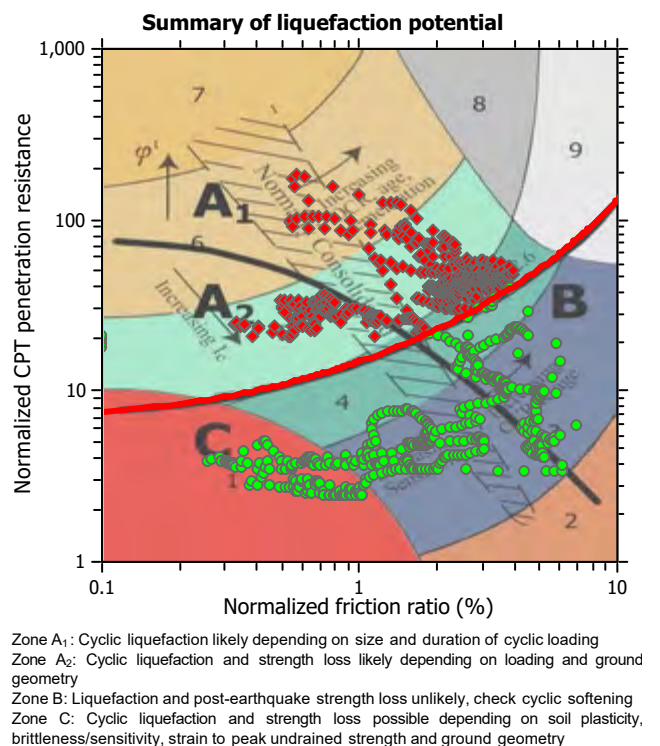 Summary of liquefaction potential
1,000
7
8
9
φ'
Increasing
A1
6
100
A2
B
Increasing Ic
Normalized CPT penetration resistance
10
4
C
1
2
1
0.1
1
10
Normalized friction ratio (%)
Zone A1: Cyclic liquefaction likely depending on size and duration of cyclic loading
Zone A2: Cyclic liquefaction and strength loss likely depending on loading and ground
geometry
Zone B: Liquefaction and post-earthquake strength loss unlikely, check cyclic softening
Zone C: Cyclic liquefaction and strength loss possible depending on soil plasticity,
brittleness/sensitivity, strain to peak undrained strength and ground geometry